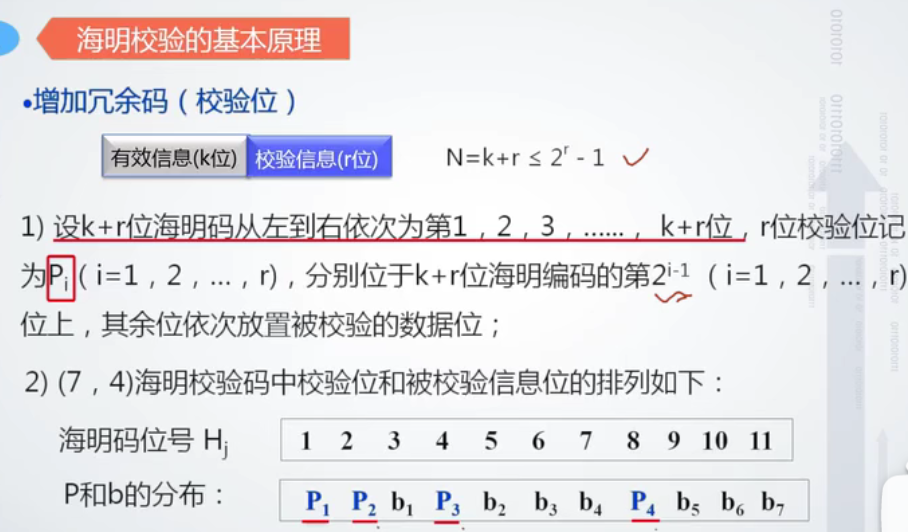 海明校验的基本原理
•增加冗余码（校验位）
有效信息(k位) 校验信息(r位) N=k+r ≤ 2^r - 1
1) 设k+r位海明码从左到右依次为第1，2，3，……， k+r位，r位校验位记
为P_i ( i=1，2，…，r)，分别位于k+r位海明编码的第2^{i-1}（i=1，2，…，r)
位上，其余位依次放置被校验的数据位；
2) (7，4)海明校验码中校验位和被校验信息位的排列如下：
海明码位号 H_j 1 2 3 4 5 6 7 8 9 10 11
P和b的分布： P_1 P_2 b_1 P_3 b_2 b_3 b_4 P_4 b_5 b_6 b_7